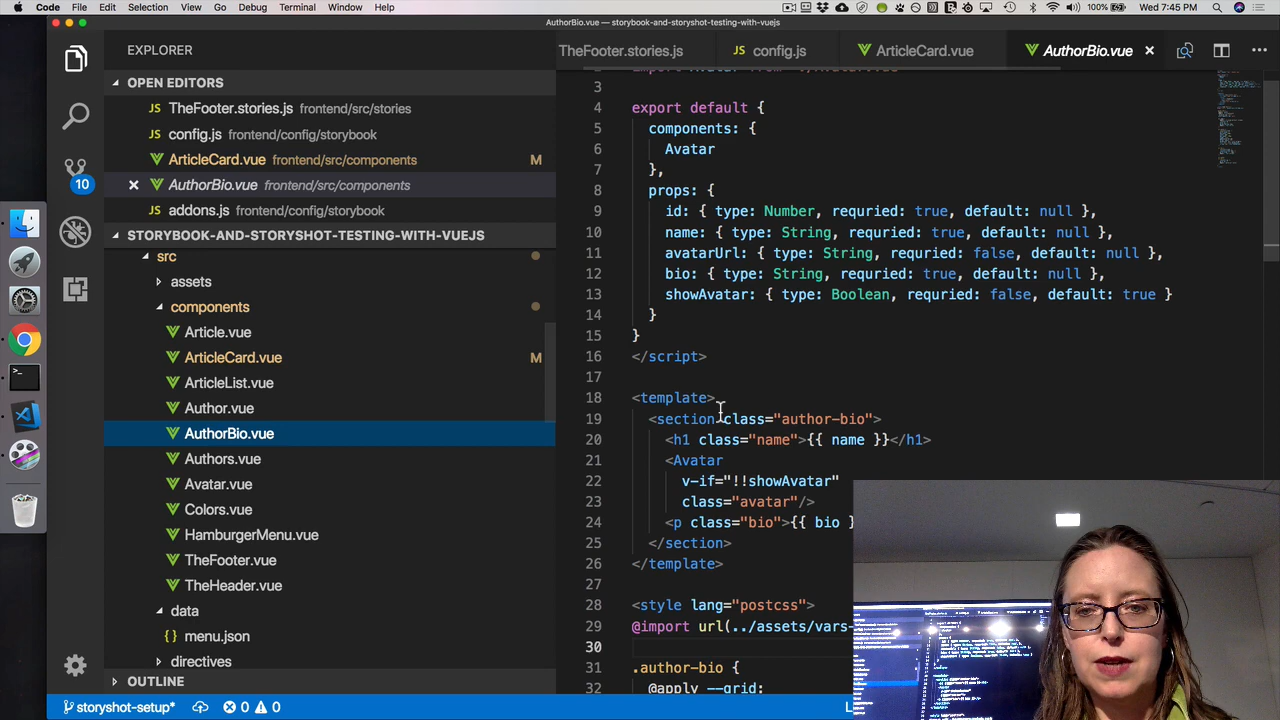 Code File Edit Selection View Go Debug Terminal Window Help 100% Wed 7:45 PM
AuthorBio.vue — storybook-and-storyshot-testing-with-vuejs
EXPLORER
OPEN EDITORS
JS TheFooter.stories.js frontend/src/stories
JS config.js frontend/config/storybook
ArticleCard.vue frontend/src/components M
AuthorBio.vue frontend/src/components
JS addons.js frontend/config/storybook
10
STORYBOOK-AND-STORYSHOT-TESTING-WITH-VUEJS
src
assets
components
Article.vue
ArticleCard.vue M
ArticleList.vue
Author.vue
AuthorBio.vue
Authors.vue
Avatar.vue
Colors.vue
HamburgerMenu.vue
TheFooter.vue
TheHeader.vue
data
menu.json
directives
OUTLINE
TheFooter.stories.js JS config.js ArticleCard.vue AuthorBio.vue
3
4 export default {
5 components: {
6 Avatar
7 },
8 props: {
9 id: { type: Number, requried: true, default: null },
10 name: { type: String, requried: true, default: null },
11 avatarUrl: { type: String, requried: false, default: null },
12 bio: { type: String, requried: true, default: null },
13 showAvatar: { type: Boolean, requried: false, default: true }
14 }
15 }
16 </script>
17
18 <template>
19 <section class="author-bio">
20 <h1 class="name">{{ name }}</h1>
21 <Avatar
22 v-if="!!showAvatar"
23 class="avatar"/>
24 <p class="bio">{{ bio }
25 </section>
26 </template>
27
28 <style lang="postcss">
29 @import url(../assets/vars-
30
31 .author-bio {
32 @apply --grid;
storyshot-setup* 0 0